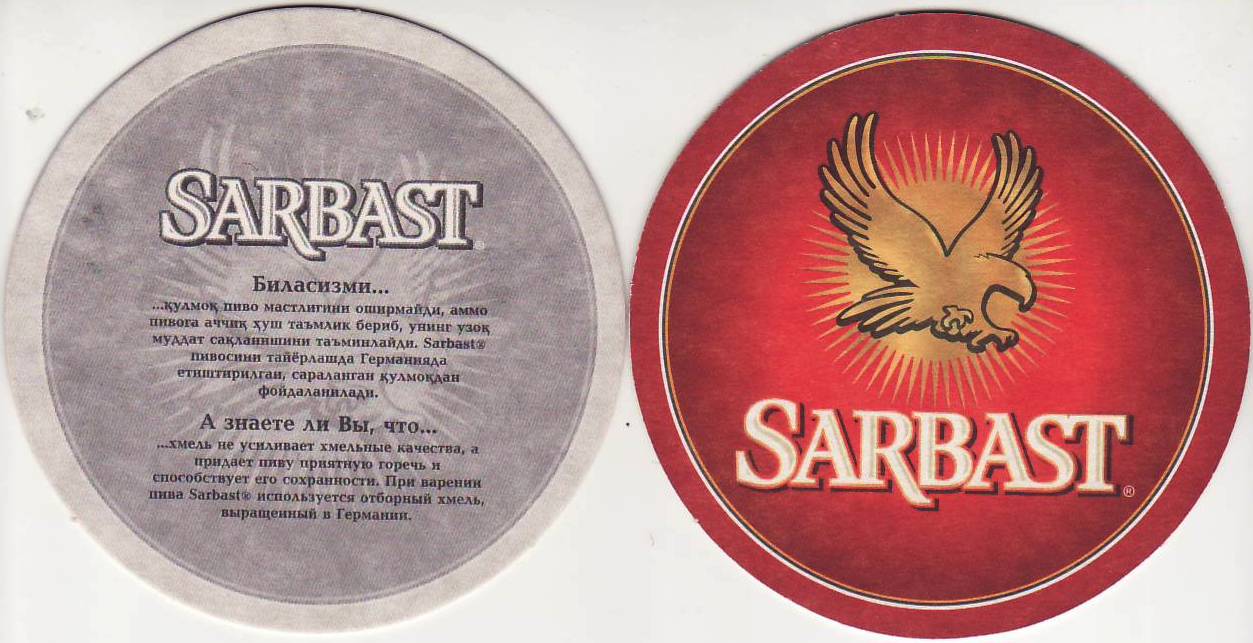 SARBAST®
Биласизми...
...қулмоқ пиво мастлигини оширмайди, аммо
пивога аччиқ ҳуш таъмлик бериб, унинг узоқ
муддат сақланишини таъминлайди. Sarbast®
пивосини тайёрлашда Германияда
етиштирилган, сараланган қулмоқдан
фойдаланилади.
А знаете ли Вы, что...
...хмель не усиливает хмельные качества, а
придает пиву приятную горечь и
способствует его сохранности. При варении
пива Sarbast® используется отборный хмель,
выращенный в Германии.
SARBAST®